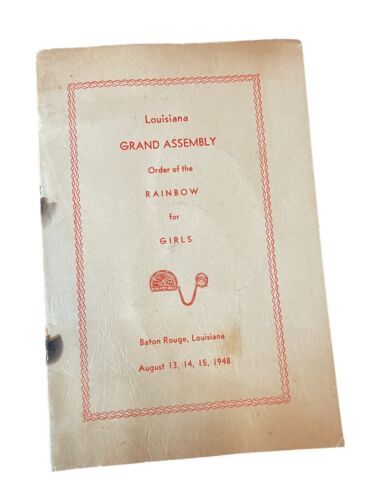 Louisiana
GRAND ASSEMBLY
Order of the
RAINBOW
for
GIRLS
Baton Rouge, Louisiana
August 13, 14, 15, 1948